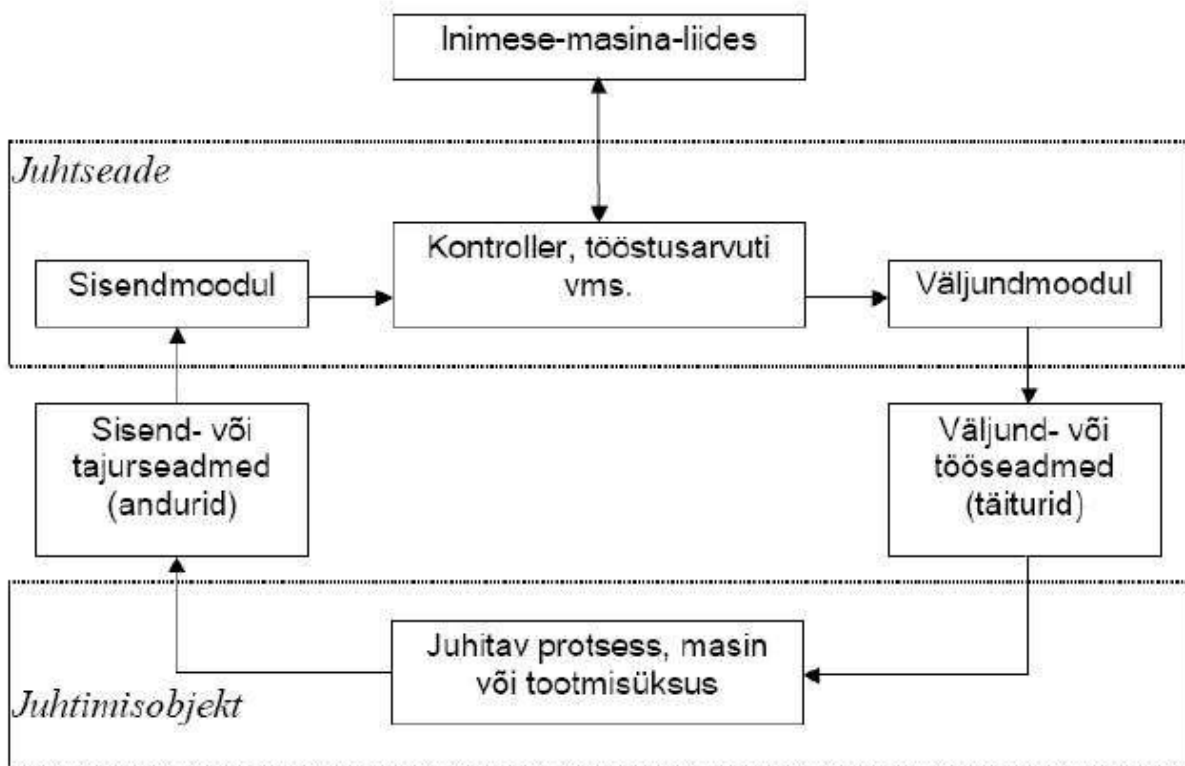 Inimese-masina-liides
Juhtseade
Sisendmoodul
Kontroller, tööstusarvuti
vms.
Väljundmoodul
Sisend- või
tajurseadmed
(andurid)
Väljund- või
tööseadmed
(täiturid)
Juhitav protsess, masin
või tootmisüksus
Juhtimisobjekt